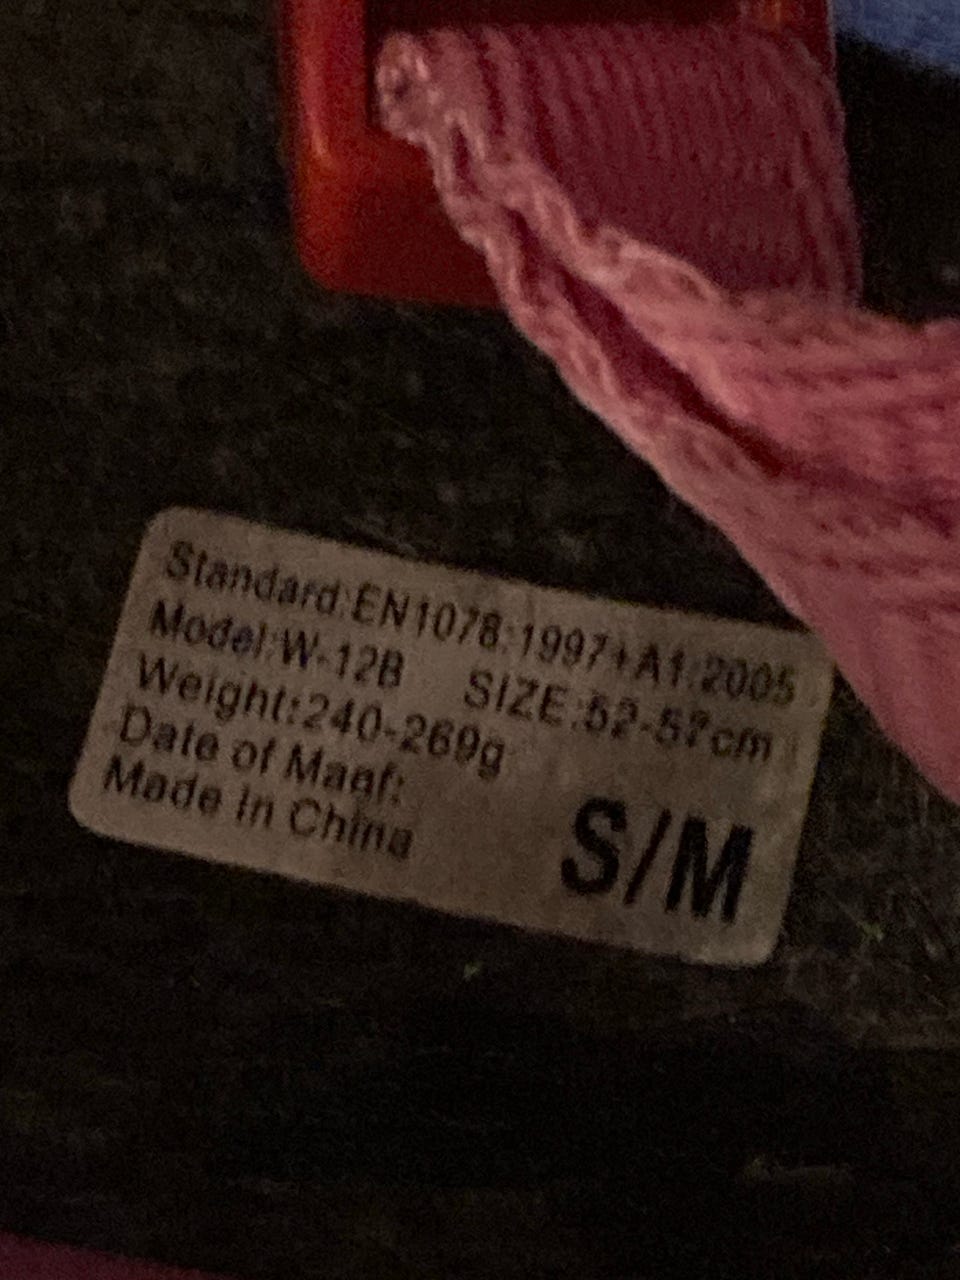 Standard:EN1078:1997+A1:2005
Model:W-12B SIZE:52-57cm
Weight:240-269g
Date of Maef:
Made in China
S/M